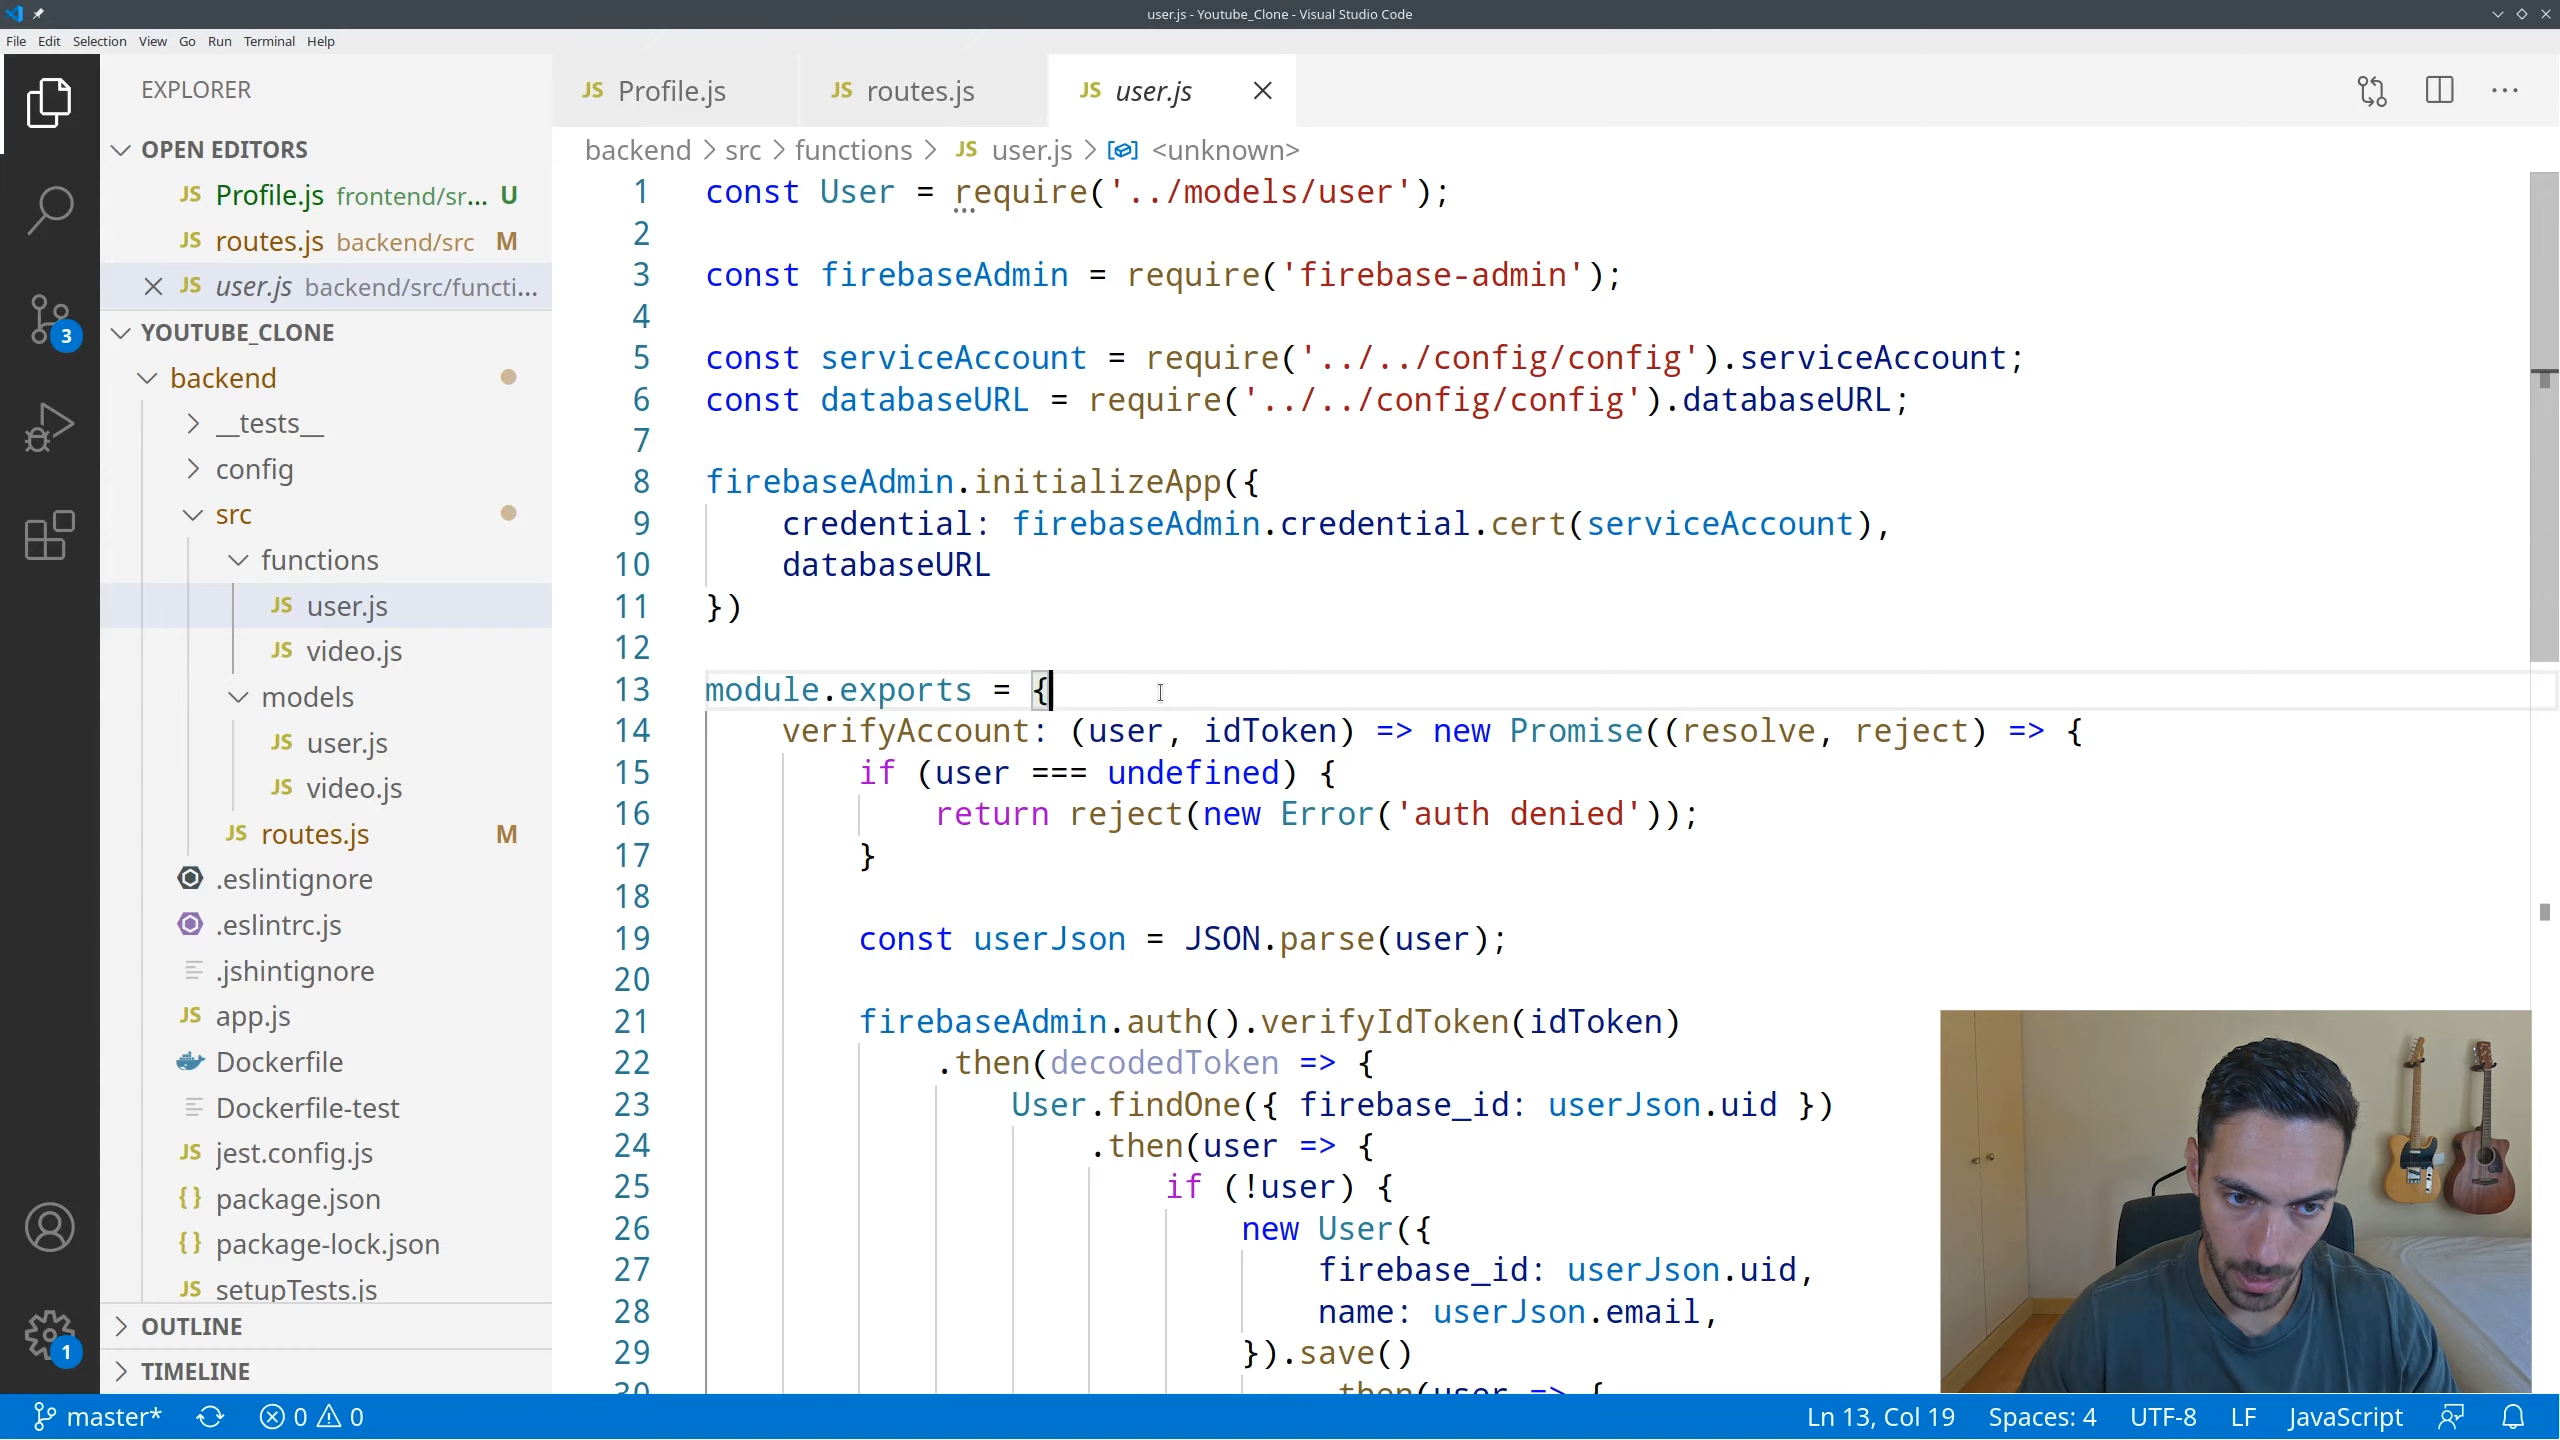 user.js - Youtube_Clone - Visual Studio Code
File Edit Selection View Go Run Terminal Help
EXPLORER
OPEN EDITORS
JS Profile.js frontend/sr... U
JS routes.js backend/src M
JS user.js backend/src/functi...
YOUTUBE_CLONE
backend
__tests__
config
src
functions
JS user.js
JS video.js
models
JS user.js
JS video.js
JS routes.js M
.eslintignore
.eslintrc.js
.jshintignore
JS app.js
Dockerfile
Dockerfile-test
JS jest.config.js
{} package.json
{} package-lock.json
JS setupTests.js
OUTLINE
TIMELINE
3
1
JS Profile.js JS routes.js JS user.js
backend > src > functions > JS user.js > <unknown>
1 const User = require('../models/user');
2
3 const firebaseAdmin = require('firebase-admin');
4
5 const serviceAccount = require('../../config/config').serviceAccount;
6 const databaseURL = require('../../config/config').databaseURL;
7
8 firebaseAdmin.initializeApp({
9 credential: firebaseAdmin.credential.cert(serviceAccount),
10 databaseURL
11 })
12
13 module.exports = {
14 verifyAccount: (user, idToken) => new Promise((resolve, reject) => {
15 if (user === undefined) {
16 return reject(new Error('auth denied'));
17 }
18
19 const userJson = JSON.parse(user);
20
21 firebaseAdmin.auth().verifyIdToken(idToken)
22 .then(decodedToken => {
23 User.findOne({ firebase_id: userJson.uid })
24 .then(user => {
25 if (!user) {
26 new User({
27 firebase_id: userJson.uid,
28 name: userJson.email,
29 }).save()
30 .then(user => {
master* 0 0 Ln 13, Col 19 Spaces: 4 UTF-8 LF JavaScript